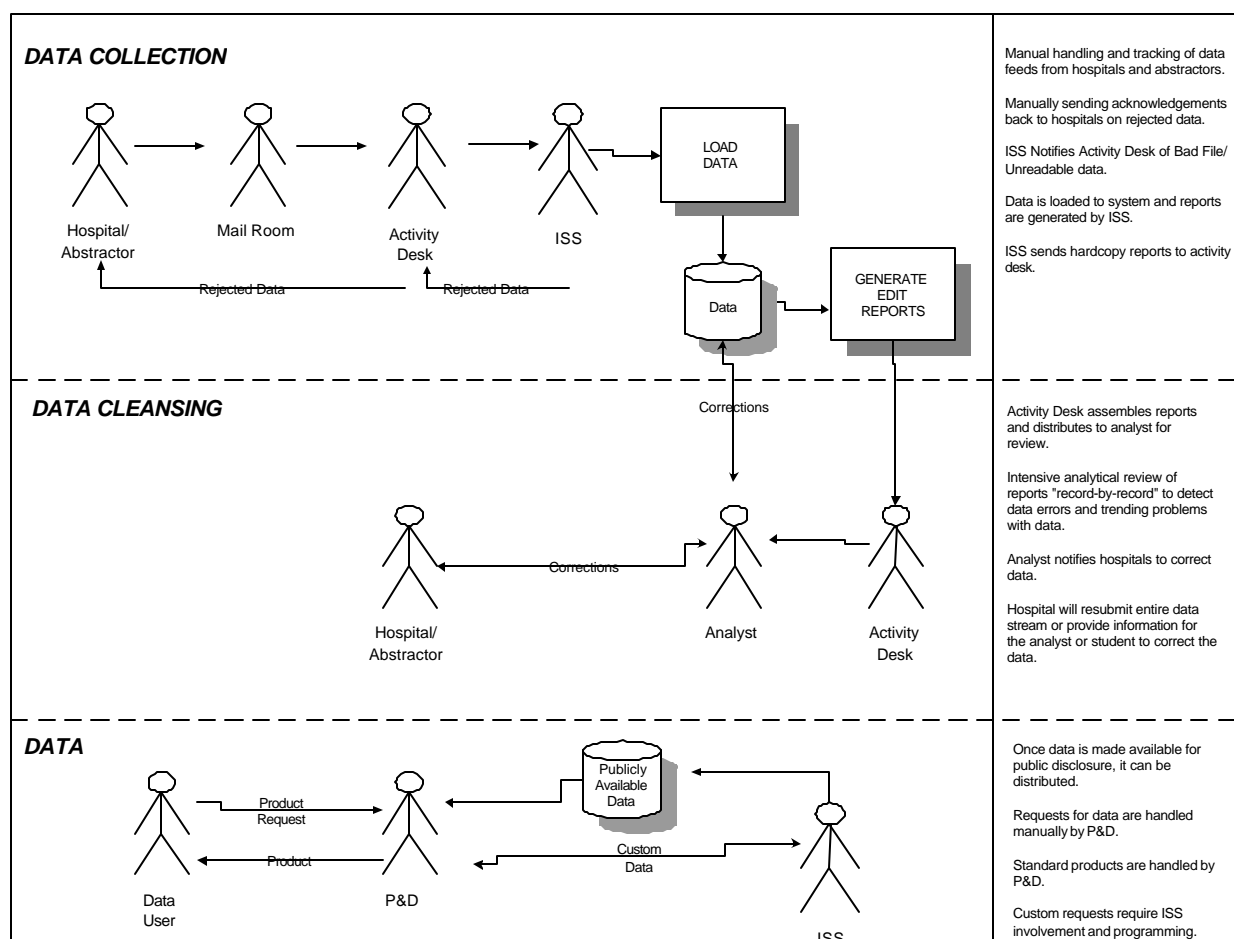 DATA COLLECTION
Hospital/
Abstractor
Mail Room
Activity
Desk
ISS
LOAD
DATA
Rejected Data
Rejected Data
Data
GENERATE
EDIT
REPORTS
Manual handling and tracking of data
feeds from hospitals and abstractors.
Manually sending acknowledgements
back to hospitals on rejected data.
ISS Notifies Activity Desk of Bad File/
Unreadable data.
Data is loaded to system and reports
are generated by ISS.
ISS sends hardcopy reports to activity
desk.
DATA CLEANSING
Corrections
Corrections
Hospital/
Abstractor
Analyst
Activity
Desk
Activity Desk assembles reports
and distributes to analyst for
review.
Intensive analytical review of
reports "record-by-record" to detect
data errors and trending problems
with data.
Analyst notifies hospitals to correct
data.
Hospital will resubmit entire data
stream or provide information for
the analyst or student to correct the
data.
DATA
Product
Request
Product
Publicly
Available
Data
Custom
Data
Data
User
P&D
ISS
Once data is made available for
public disclosure, it can be
distributed.
Requests for data are handled
manually by P&D.
Standard products are handled by
P&D.
Custom requests require ISS
involvement and programming.